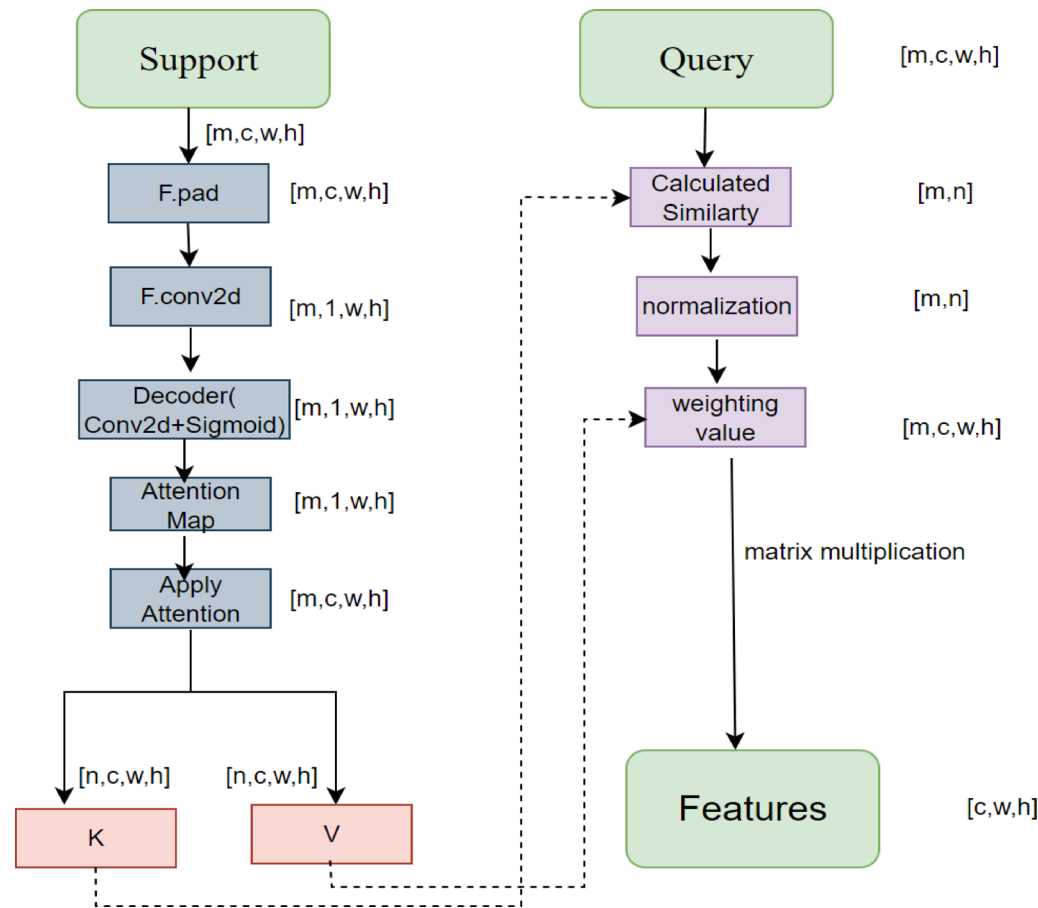 Support
[m,c,w,h]
F.pad
[m,c,w,h]
F.conv2d
[m,1,w,h]
Decoder(
Conv2d+Sigmoid)
[m,1,w,h]
Attention
Map
[m,1,w,h]
Apply
Attention
[m,c,w,h]
[n,c,w,h]
[n,c,w,h]
K
V
Query
[m,c,w,h]
Calculated
Similarty
[m,n]
normalization
[m,n]
weighting
value
[m,c,w,h]
matrix multiplication
Features
[c,w,h]